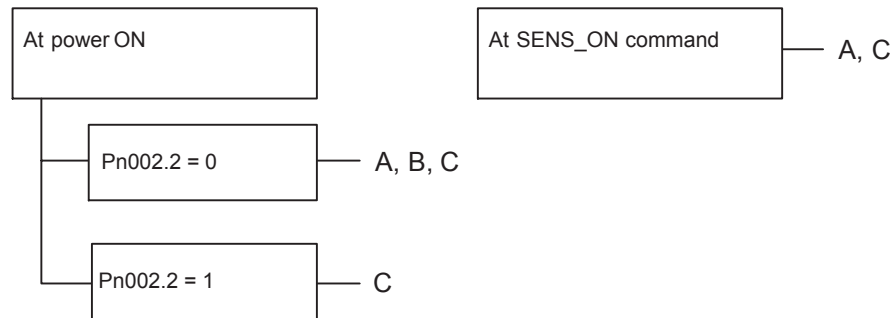 At power ON
At SENS_ON command
A, C
Pn002.2 = 0
A, B, C
Pn002.2 = 1
C